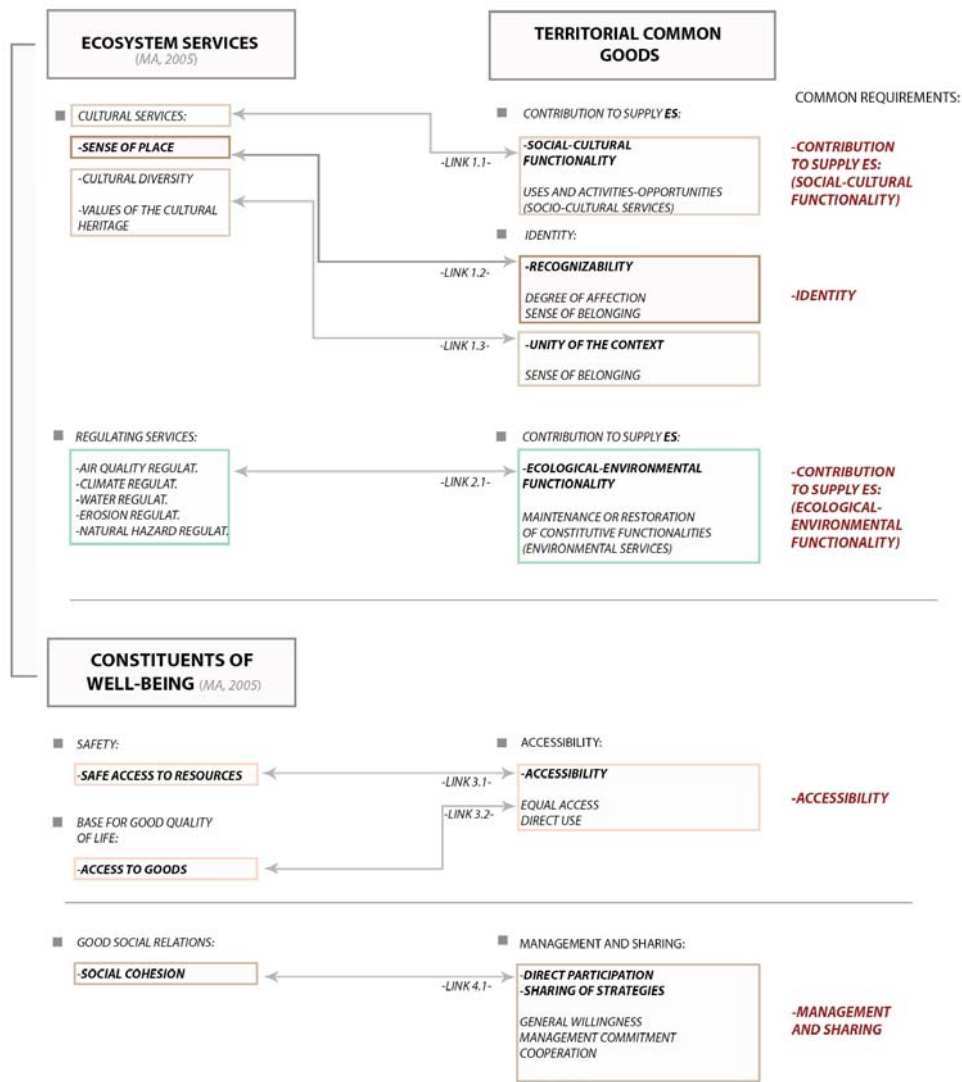 ECOSYSTEM SERVICES
(MA, 2005)
TERRITORIAL COMMON
GOODS
COMMON REQUIREMENTS:
CULTURAL SERVICES:
-SENSE OF PLACE
-CULTURAL DIVERSITY
-VALUES OF THE CULTURAL
HERITAGE
-LINK 1.1-
-LINK 1.2-
-LINK 1.3-
CONTRIBUTION TO SUPPLY ES:
-SOCIAL-CULTURAL
FUNCTIONALITY
USES AND ACTIVITIES-OPPORTUNITIES
(SOCIO-CULTURAL SERVICES)
-CONTRIBUTION
TO SUPPLY ES:
(SOCIAL-CULTURAL
FUNCTIONALITY)
IDENTITY:
-RECOGNIZABILITY
DEGREE OF AFFECTION
SENSE OF BELONGING
-UNITY OF THE CONTEXT
SENSE OF BELONGING
-IDENTITY
REGULATING SERVICES:
-AIR QUALITY REGULAT.
-CLIMATE REGULAT.
-WATER REGULAT.
-EROSION REGULAT.
-NATURAL HAZARD REGULAT.
-LINK 2.1-
CONTRIBUTION TO SUPPLY ES:
-ECOLOGICAL-ENVIRONMENTAL
FUNCTIONALITY
MAINTENANCE OR RESTORATION
OF CONSTITUTIVE FUNCTIONALITIES
(ENVIRONMENTAL SERVICES)
-CONTRIBUTION
TO SUPPLY ES:
(ECOLOGICAL-
ENVIRONMENTAL
FUNCTIONALITY)
CONSTITUENTS OF
WELL-BEING (MA, 2005)
SAFETY:
-SAFE ACCESS TO RESOURCES
BASE FOR GOOD QUALITY
OF LIFE:
-ACCESS TO GOODS
-LINK 3.1-
-LINK 3.2-
ACCESSIBILITY:
-ACCESSIBILITY
EQUAL ACCESS
DIRECT USE
-ACCESSIBILITY
GOOD SOCIAL RELATIONS:
-SOCIAL COHESION
-LINK 4.1-
MANAGEMENT AND SHARING:
-DIRECT PARTICIPATION
-SHARING OF STRATEGIES
GENERAL WILLINGNESS
MANAGEMENT COMMITMENT
COOPERATION
-MANAGEMENT
AND SHARING